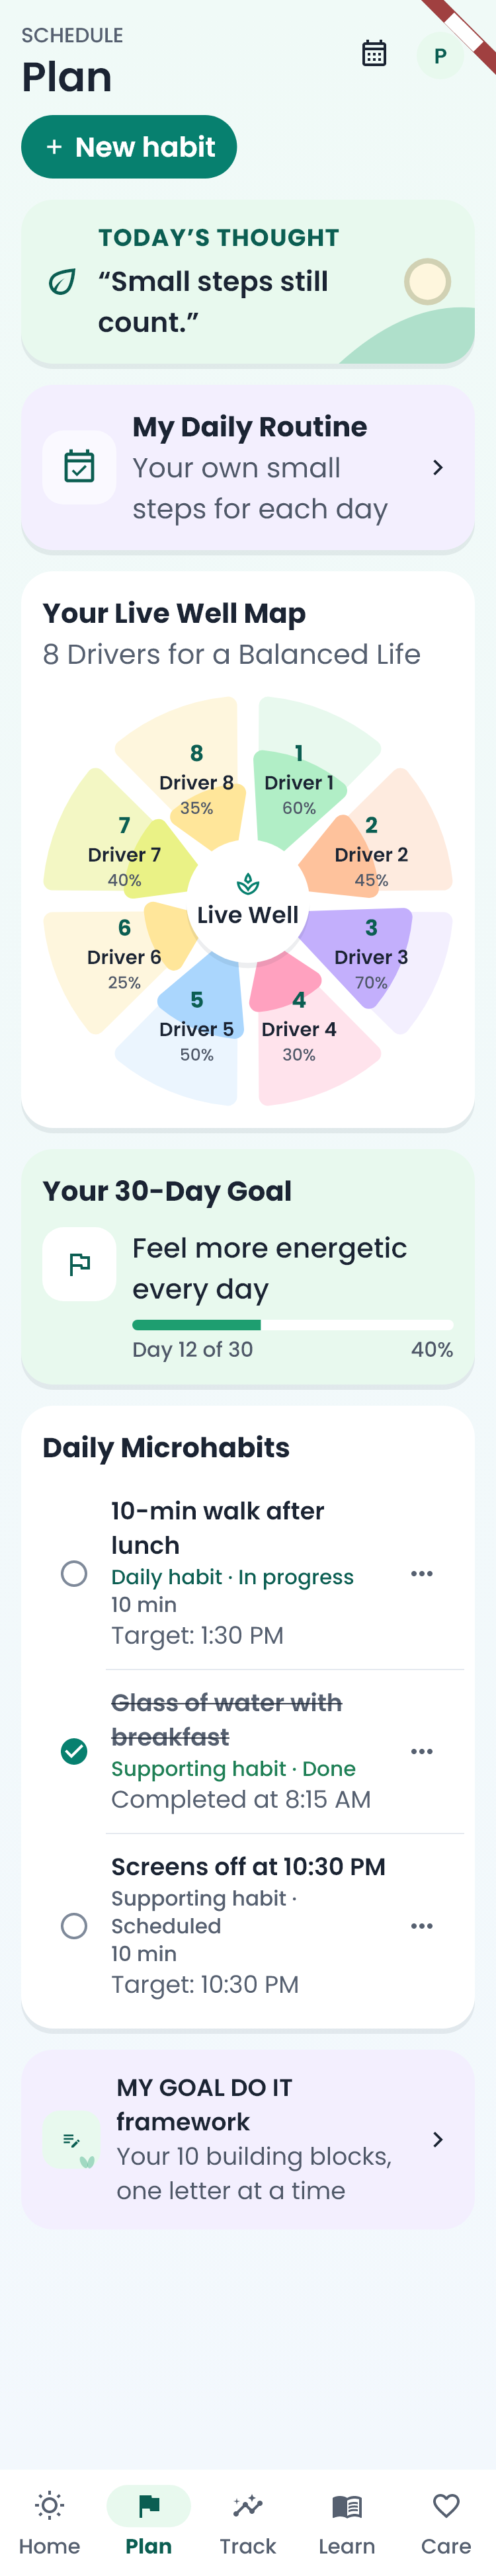 SCHEDULE
Plan
P
+ New habit
TODAY’S THOUGHT
“Small steps still
count.”
My Daily Routine
Your own small
steps for each day
Your Live Well Map
8 Drivers for a Balanced Life
8
Driver 8
35%
1
Driver 1
60%
7
Driver 7
40%
2
Driver 2
45%
Live Well
6
Driver 6
25%
3
Driver 3
70%
5
Driver 5
50%
4
Driver 4
30%
Your 30-Day Goal
Feel more energetic
every day
Day 12 of 30
40%
Daily Microhabits
10-min walk after
lunch
Daily habit · In progress
10 min
Target: 1:30 PM
Glass of water with
breakfast
Supporting habit · Done
Completed at 8:15 AM
Screens off at 10:30 PM
Supporting habit ·
Scheduled
10 min
Target: 10:30 PM
MY GOAL DO IT
framework
Your 10 building blocks,
one letter at a time
Home
Plan
Track
Learn
Care